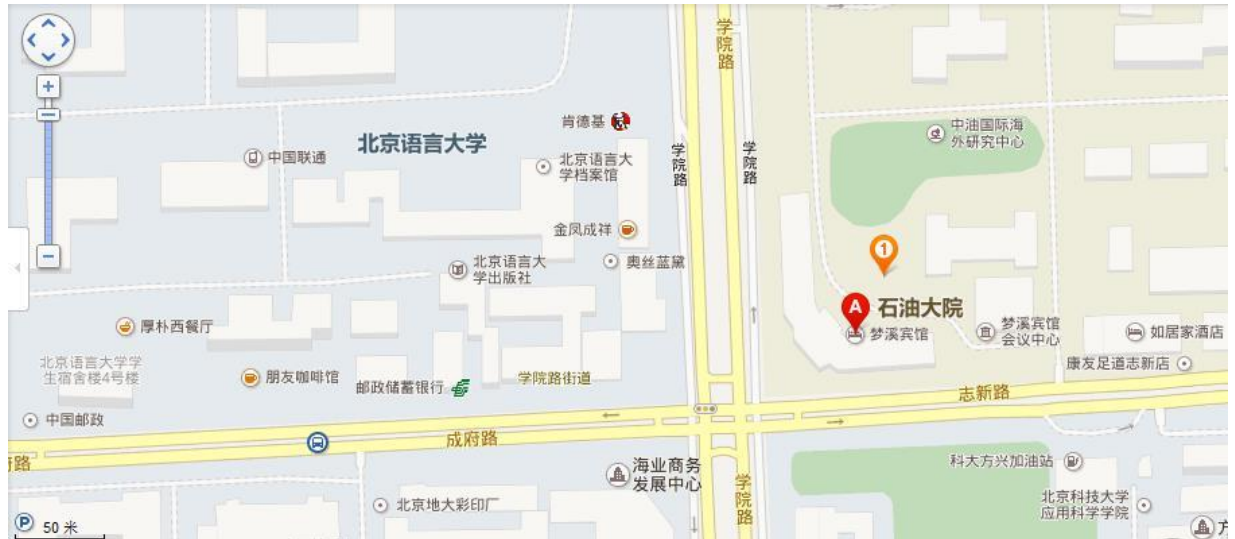 学院路
肯德基
中油国际海
外研究中心
北京语言大学
中国联通
北京语言大
学档案馆
学院路
学院路
金凤成祥
1
北京语言大
学出版社
奥丝蓝黛
A
石油大院
厚朴西餐厅
梦溪宾馆
梦溪宾馆
会议中心
如居家酒店
北京语言大学学
生宿舍楼4号楼
朋友咖啡馆
邮政储蓄银行
学院路街道
康友足道志新店
志新路
中国邮政
成府路
府路
海业商务
发展中心
科大方兴加油站
学院路
北京地大彩印厂
北京科技大学
应用科学学院
P
50 米
方